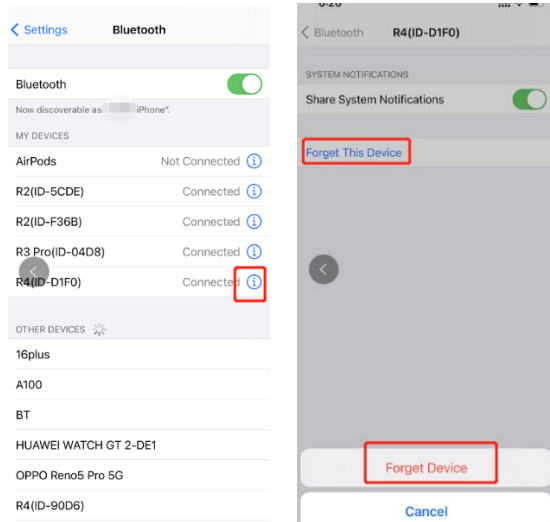 Settings
Bluetooth
Bluetooth
Now discoverable as
iPhone".
MY DEVICES
AirPods Not Connected
R2(ID-5CDE) Connected
R2(ID-F36B) Connected
R3 Pro(ID-04D8) Connected
R4(ID-D1F0) Connected
OTHER DEVICES
16plus
A100
BT
HUAWEI WATCH GT 2-DE1
OPPO Reno5 Pro 5G
R4(ID-90D6)
Bluetooth
R4(ID-D1F0)
SYSTEM NOTIFICATIONS
Share System Notifications
Forget This Device
Forget Device
Cancel